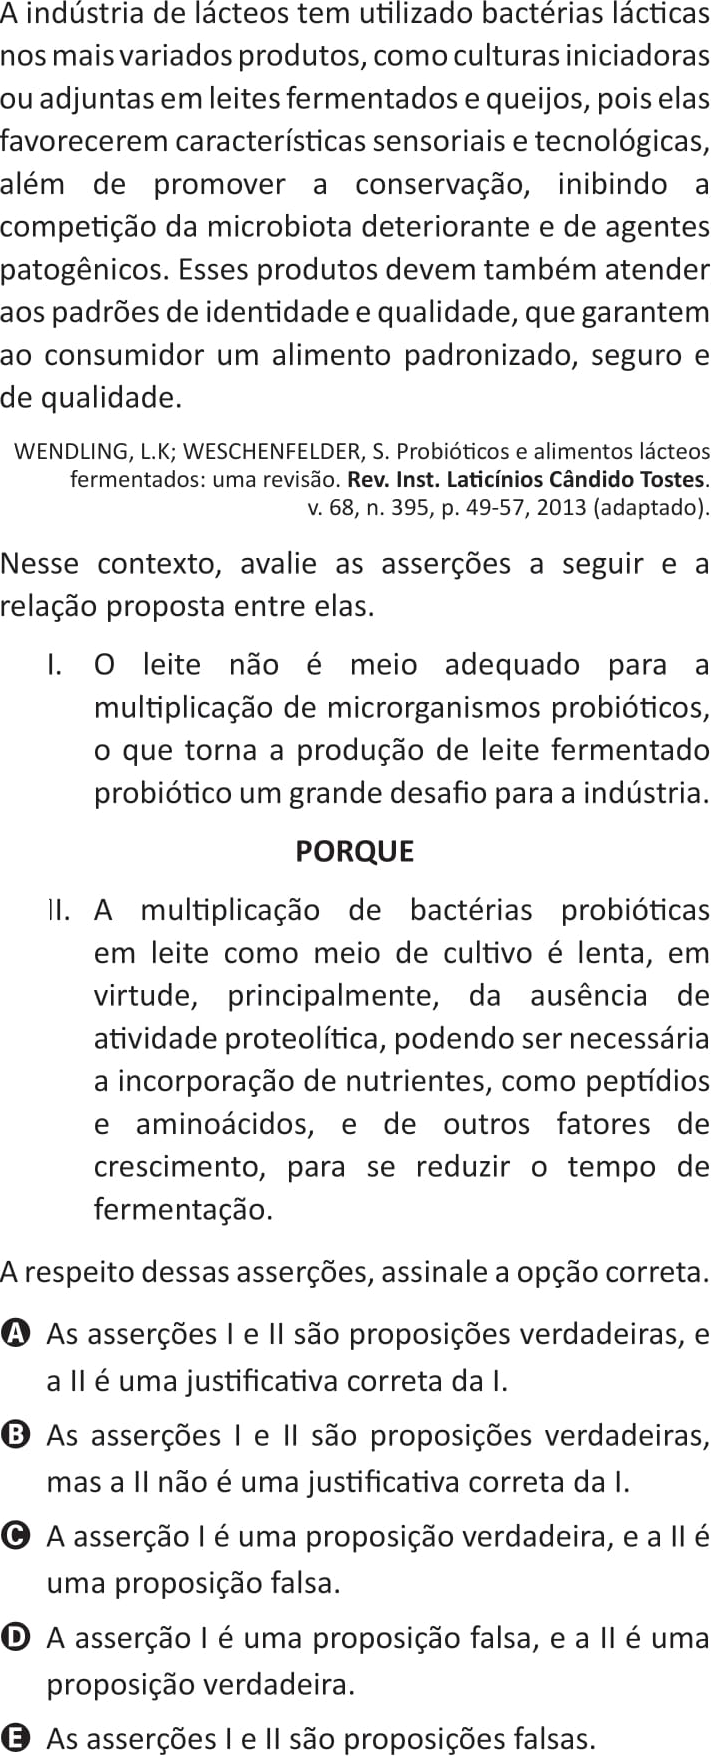 A indústria de lácteos tem utilizado bactérias lácticas
nos mais variados produtos, como culturas iniciadoras
ou adjuntas em leites fermentados e queijos, pois elas
favorecerem características sensoriais e tecnológicas,
além de promover a conservação, inibindo a
competição da microbiota deteriorante e de agentes
patogênicos. Esses produtos devem também atender
aos padrões de identidade e qualidade, que garantem
ao consumidor um alimento padronizado, seguro e
de qualidade.
WENDLING, L.K; WESCHENFELDER, S. Probióticos e alimentos lácteos
fermentados: uma revisão. Rev. Inst. Laticínios Cândido Tostes.
v. 68, n. 395, p. 49-57, 2013 (adaptado).
Nesse contexto, avalie as asserções a seguir e a
relação proposta entre elas.
I. O leite não é meio adequado para a
multiplicação de microrganismos probióticos,
o que torna a produção de leite fermentado
probiótico um grande desafio para a indústria.
PORQUE
II. A multiplicação de bactérias probióticas
em leite como meio de cultivo é lenta, em
virtude, principalmente, da ausência de
atividade proteolítica, podendo ser necessária
a incorporação de nutrientes, como peptídios
e aminoácidos, e de outros fatores de
crescimento, para se reduzir o tempo de
fermentação.
A respeito dessas asserções, assinale a opção correta.
A As asserções I e II são proposições verdadeiras, e
a II é uma justificativa correta da I.
B As asserções I e II são proposições verdadeiras,
mas a II não é uma justificativa correta da I.
C A asserção I é uma proposição verdadeira, e a II é
uma proposição falsa.
D A asserção I é uma proposição falsa, e a II é uma
proposição verdadeira.
E As asserções I e II são proposições falsas.